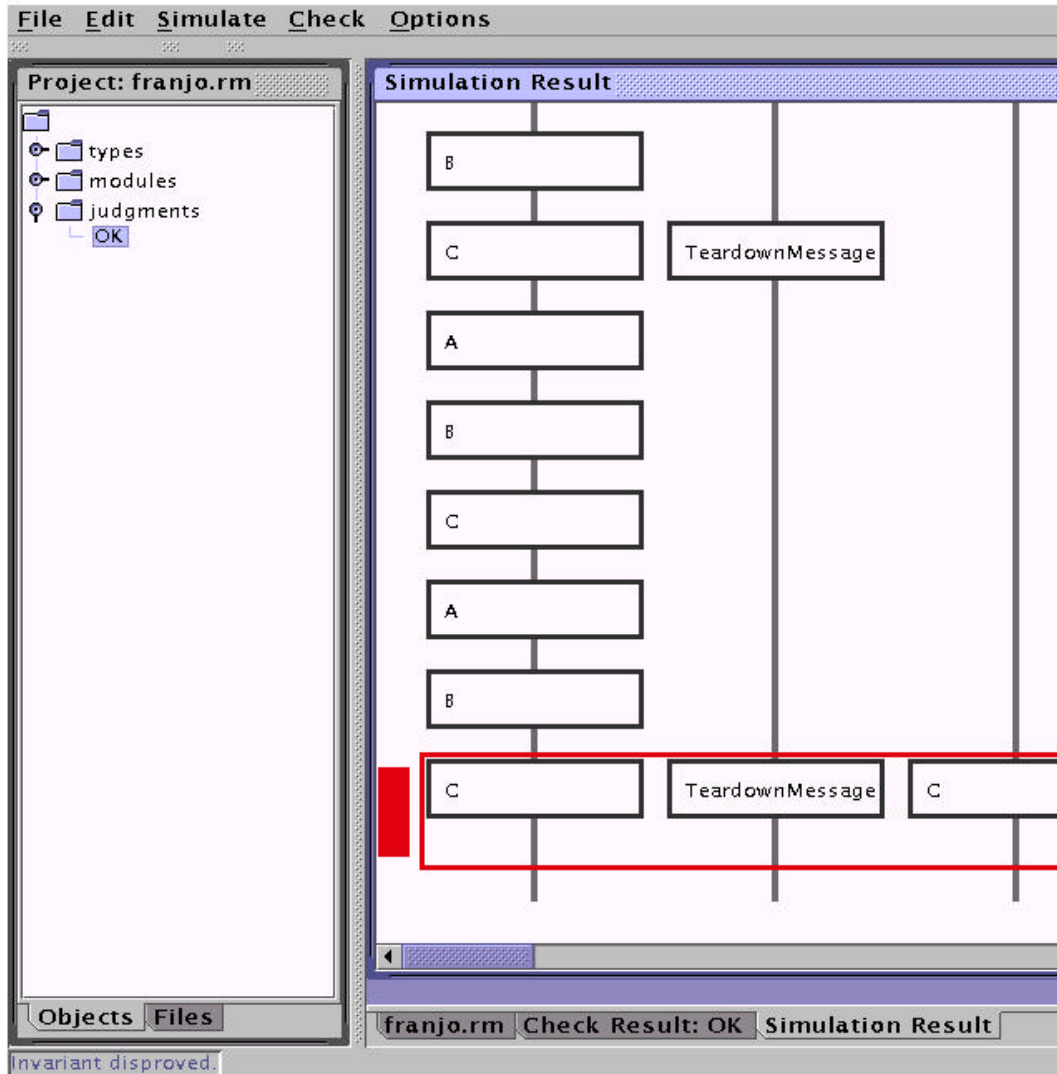 File Edit Simulate Check Options
Project: franjo.rm
types
modules
judgments
OK
Objects Files
Simulation Result
B
C TeardownMessage
A
B
C
A
B
C TeardownMessage C
franjo.rm Check Result: OK Simulation Result
Invariant disproved.